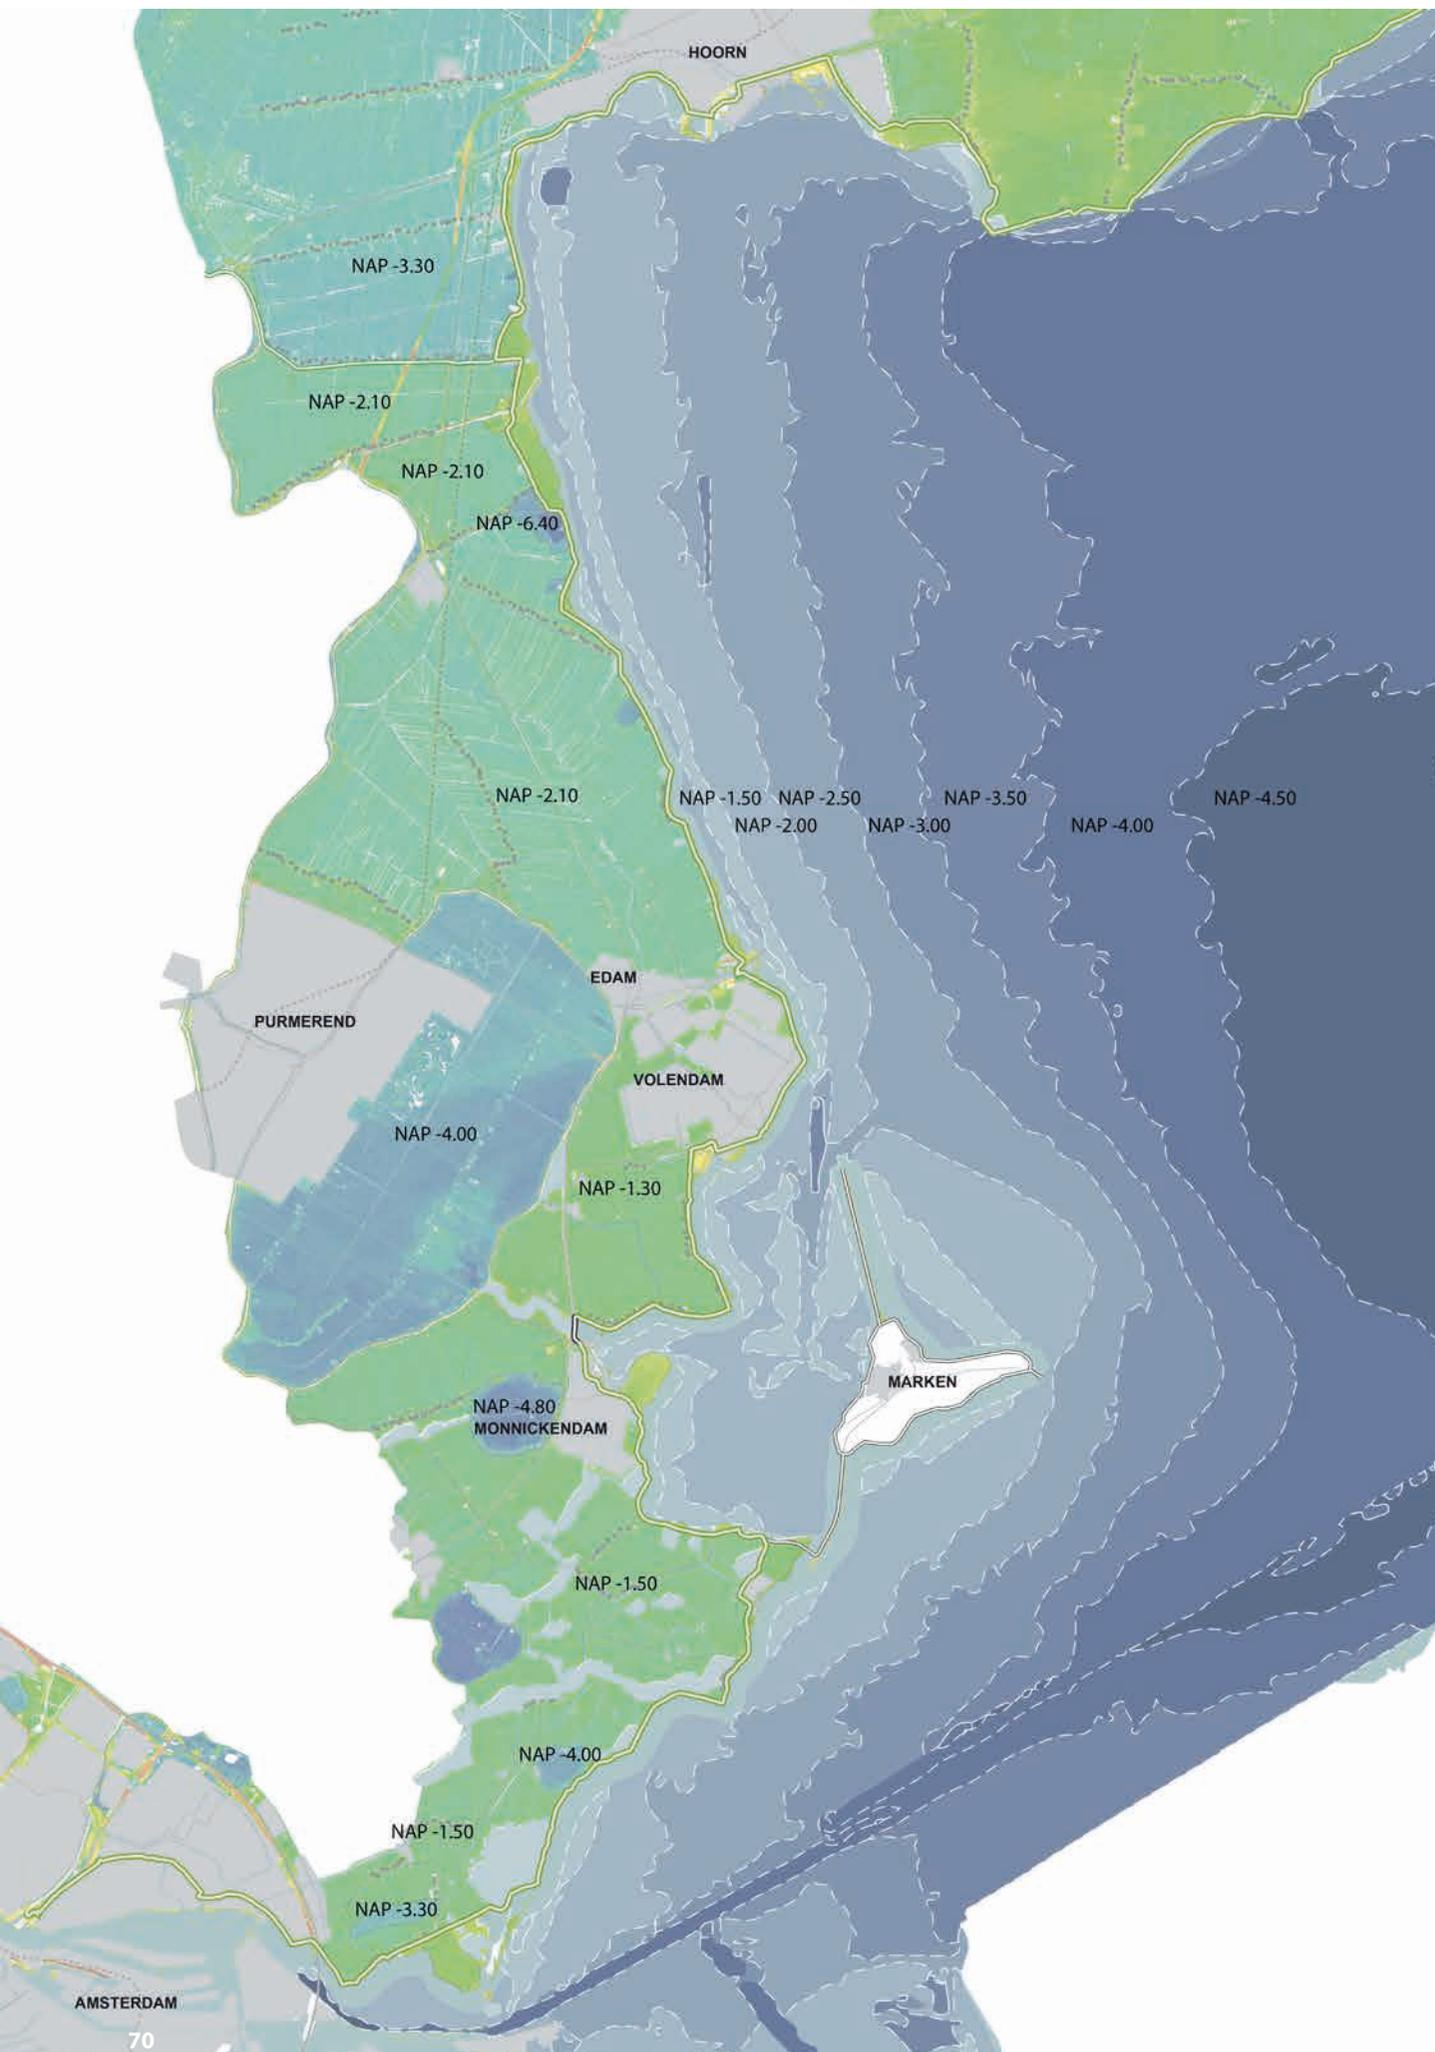 HOORN
NAP -3.30
NAP -2.10
NAP -2.10
NAP -6.40
NAP -2.10
NAP -1.50 NAP -2.50 NAP -3.50 NAP -4.50
NAP -2.00 NAP -3.00 NAP -4.00
EDAM
PURMEREND
VOLENDAM
NAP -4.00
NAP -1.30
MARKEN
NAP -4.80
MONNICKENDAM
NAP -1.50
NAP -4.00
NAP -1.50
NAP -3.30
AMSTERDAM
70